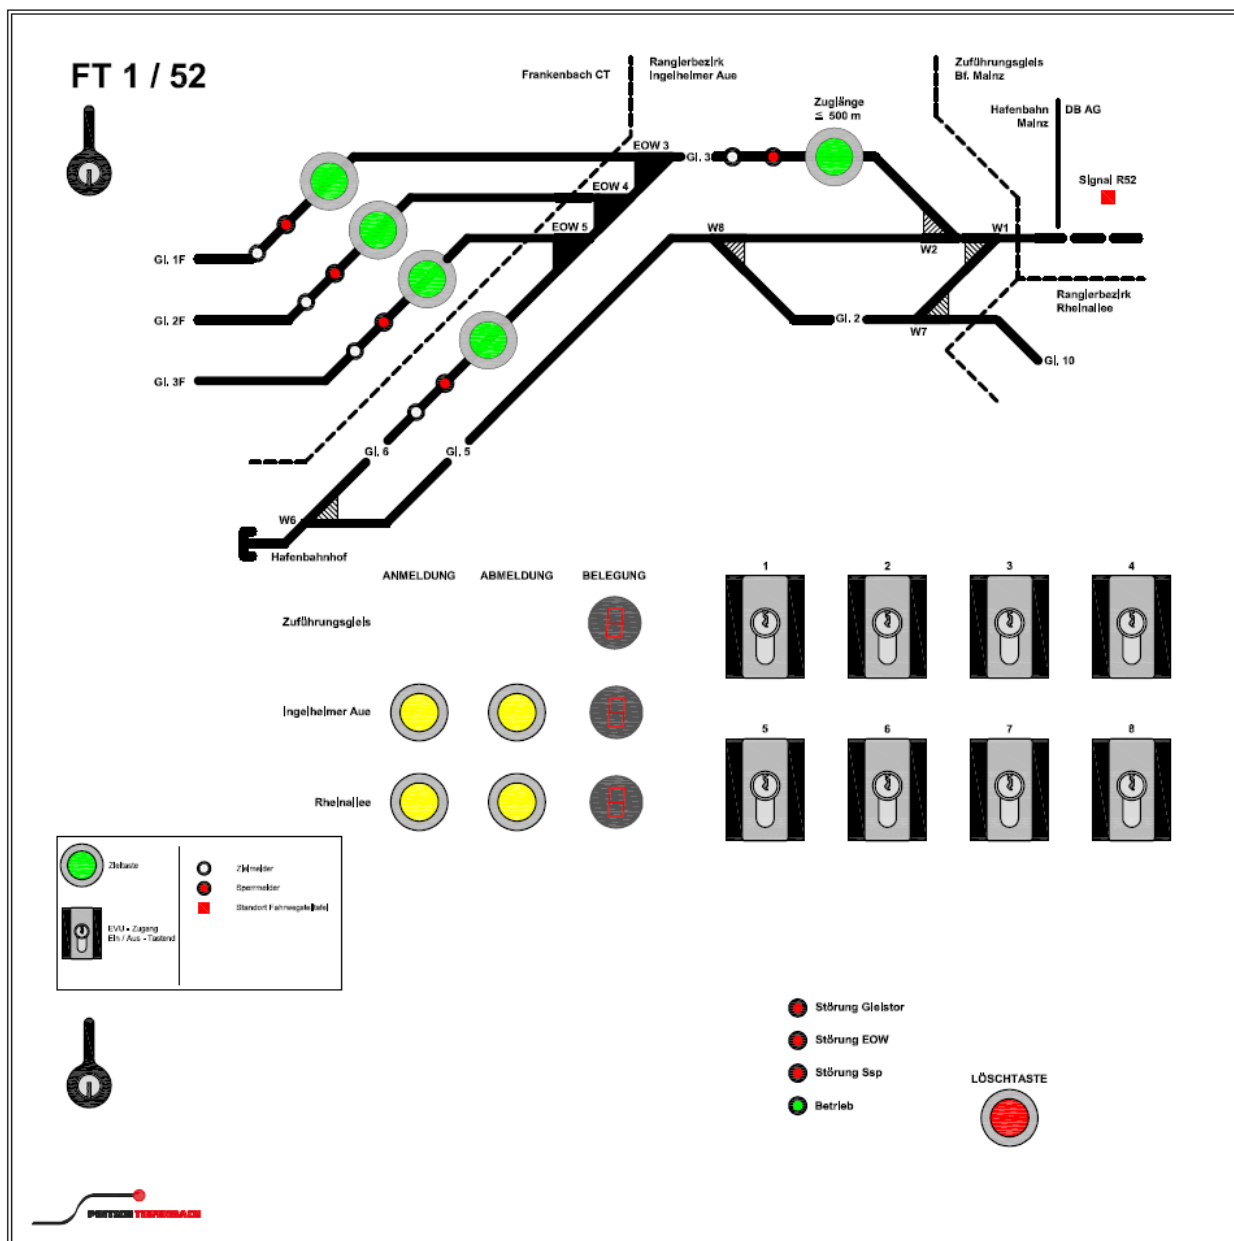 FT 1 / 52
Frankenbach CT
Rangierbezirk
Ingelheimer Aue
Zuglänge
≤ 500 m
Zuführungsgleis
Bf. Mainz
Hafenbahn
Mainz
DB AG
Signal R52
EOW 3
Gl. 3
EOW 4
EOW 5
W8
W2
W1
Gl. 1F
Gl. 2F
Gl. 3F
Rangierbezirk
Rheinallee
Gl. 2
W7
Gl. 10
Gl. 6
Gl. 5
W6
Hafenbahnhof
ANMELDUNG
ABMELDUNG
BELEGUNG
Zuführungsgleis
Ingelheimer Aue
Rheinallee
1
2
3
4
5
6
7
8
Zieltaste
EVU - Zugang
Ein / Aus - Tastend
Zielmelder
Sperrmelder
Standort Fahrwegstelltafel
Störung Gleistor
Störung EOW
Störung Ssp
Betrieb
LÖSCHTASTE
PINTSCH TIEFENBACH